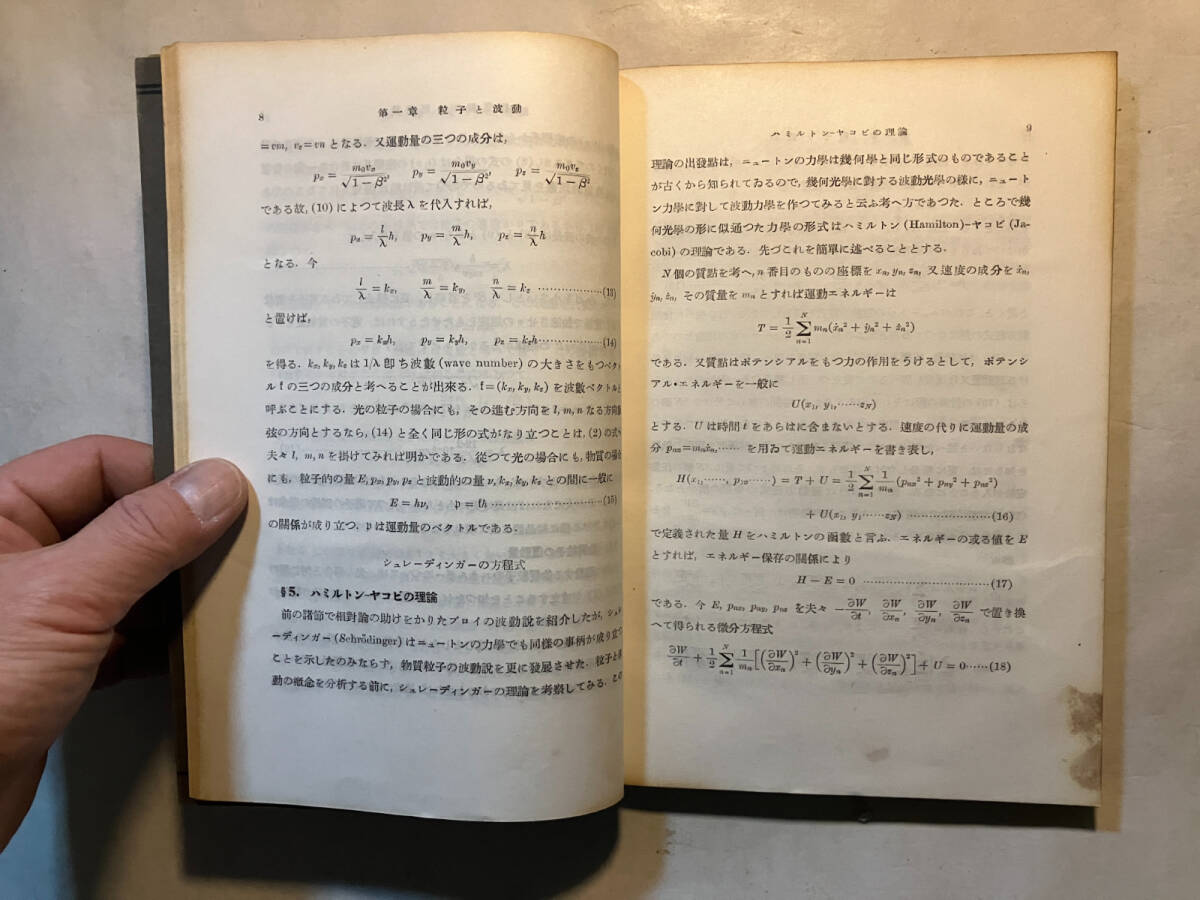 8
第一章 粒子と波動
=vm, v_z=vn となる. 又運動量の三つの成分は,
p_x = m_0v_x/√(1-β²), p_y = m_0v_y/√(1-β²), p_z = m_0v_z/√(1-β²)
である故, (10) によつて波長 λ を代入すれば,
p_x = l/λ h, p_y = m/λ h, p_z = n/λ h
となる. 今
l/λ = k_x, m/λ = k_y, n/λ = k_z ………………(13)
と置けば,
p_x = k_xh, p_y = k_yh, p_z = k_zh………………(14)
を得る. k_x, k_y, k_z は 1/λ 卽ち波數 (wave number) の大きさをもつベクト
ル 𝔨 の三つの成分と考へることが出來る. 𝔨=(k_x, k_y, k_z) を波數ベクトルと
呼ぶことにする. 光の粒子の場合にも, その進む方向を l, m, n なる方向
弦の方向とするなら, (14) と全く同じ形の式がなり立つことは, (2) の式へ
夫々 l, m, n を掛けてみれば明かである. 從つて光の場合にも, 物質の場合
にも, 粒子的の量 E, p_x, p_y, p_z と波動的の量 ν, k_x, k_y, k_z との間に一般に
E = hν, 𝔭 = 𝔨h ……………………………(15)
の關係が成り立つ. 𝔭 は運動量のベクトルである.
シュレーディンガーの方程式
§5. ハミルトン-ヤコビの理論
前の諸節で相對論の助けをかりたブロイの波動説を紹介したが, シュレ
ーディンガー (Schrödinger) はニュートンの力學でも同樣の事柄が成り立つ
ことを示したのみならず, 物質粒子の波動説を更に發展させた. 粒子と
動の概念を分析する前に, シュレーディンガーの理論を考察してみる. この
ハミルトン-ヤコビの理論
9
理論の出發點は, ニュートンの力學は幾何學と同じ形式のものであること
が古くから知られてゐるので, 幾何光學に對する波動光學の樣に, ニュート
ン力學に對して波動力學を作つてみると云ふ考へ方であつた. ところで幾
何光學の形に似通つた力學の形式はハミルトン (Hamilton)-ヤコビ (Ja-
cobi) の理論である. 先づこれを簡單に述べることとする.
N 個の質點を考へ, n 番目のものの座標を x_n, y_n, z_n, 又速度の成分を ẋ_n,
ẏ_n, ż_n, その質量を m_n とすれば運動エネルギーは
T = 1/2 Σ_{n=1}^{N} m_n(ẋ_n² + ẏ_n² + ż_n²)
である. 又質點はポテンシアルをもつ力の作用をうけるとして, ポテンシ
アル・エネルギーを一般に
U(x_1, y_1,……z_N)
とする. U は時間 t をあらはに含まないとする. 速度の代りに運動量の成
分 p_{nx}=m_nẋ_n,…… を用ゐて運動エネルギーを書き表し,
H(x_1,……, p_{1x}……) = T + U = 1/2 Σ_{n=1}^{N} 1/m_n (p_{nx}² + p_{ny}² + p_{nz}²)
+ U(x_1, y_1……z_N) ……………………(16)
で定義された量 H をハミルトンの函數と言ふ. エネルギーの或る値を E
とすれば, エネルギー保存の關係により
H − E = 0 ………………………………(17)
である. 今 E, p_{nx}, p_{ny}, p_{nz} を夫々 −∂W/∂t, ∂W/∂x_n, ∂W/∂y_n, ∂W/∂z_n で置き換
へて得られる微分方程式
∂W/∂t + 1/2 Σ_{n=1}^{N} 1/m_n [(∂W/∂x_n)² + (∂W/∂y_n)² + (∂W/∂z_n)²] + U = 0……(18)